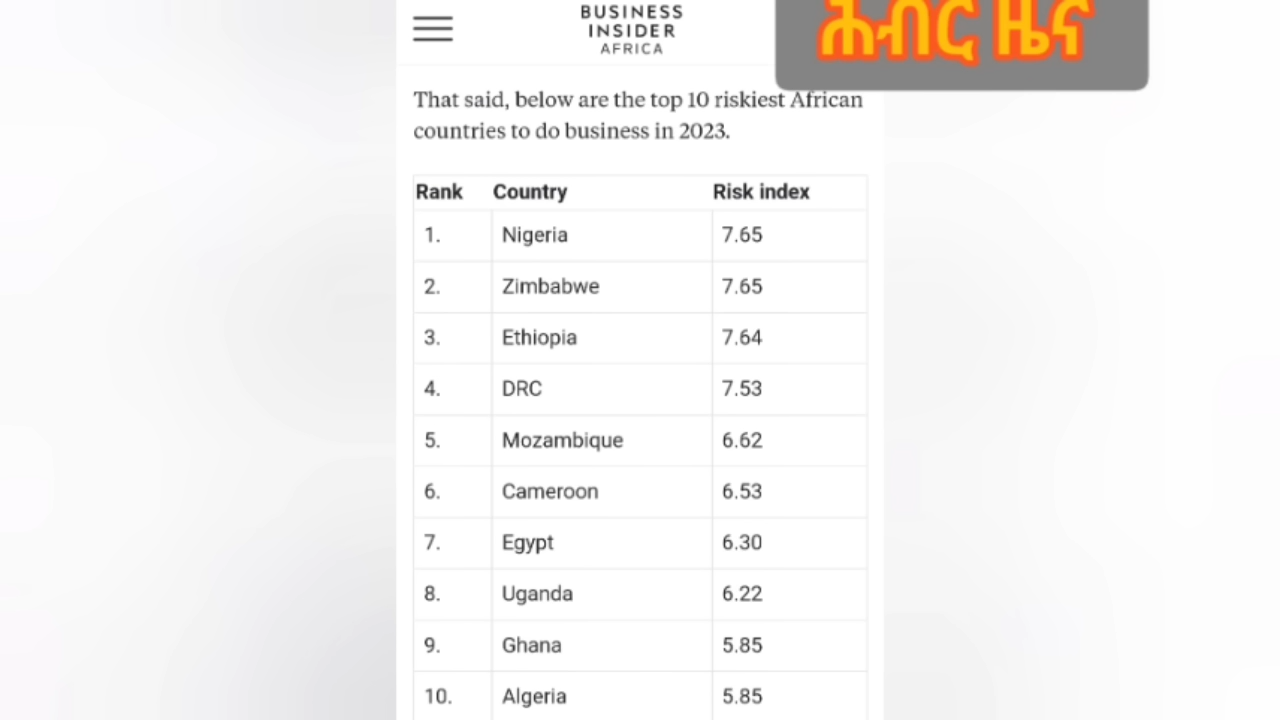 BUSINESS
INSIDER
AFRICA
ሕብር ዜና
That said, below are the top 10 riskiest African
countries to do business in 2023.
Rank Country Risk index
1. Nigeria 7.65
2. Zimbabwe 7.65
3. Ethiopia 7.64
4. DRC 7.53
5. Mozambique 6.62
6. Cameroon 6.53
7. Egypt 6.30
8. Uganda 6.22
9. Ghana 5.85
10. Algeria 5.85